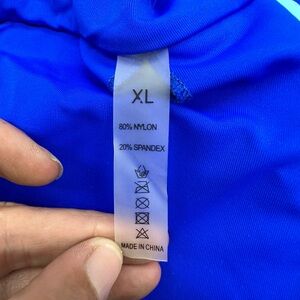 XL
80% NYLON
20% SPANDEX
MADE IN CHINA